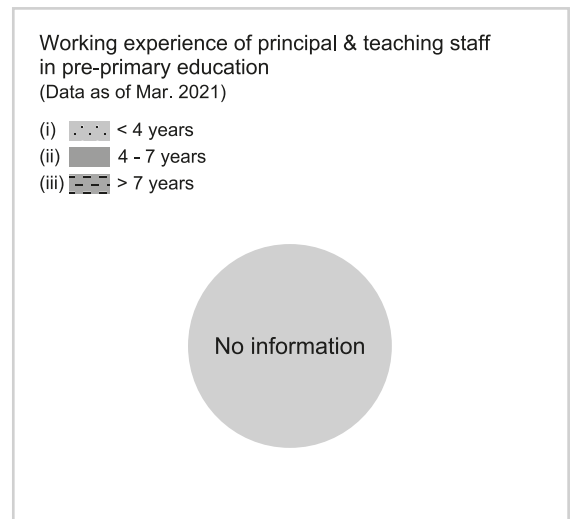 Working experience of principal & teaching staff
in pre-primary education
(Data as of Mar. 2021)
(i) < 4 years
(ii) 4 - 7 years
(iii) > 7 years
No information